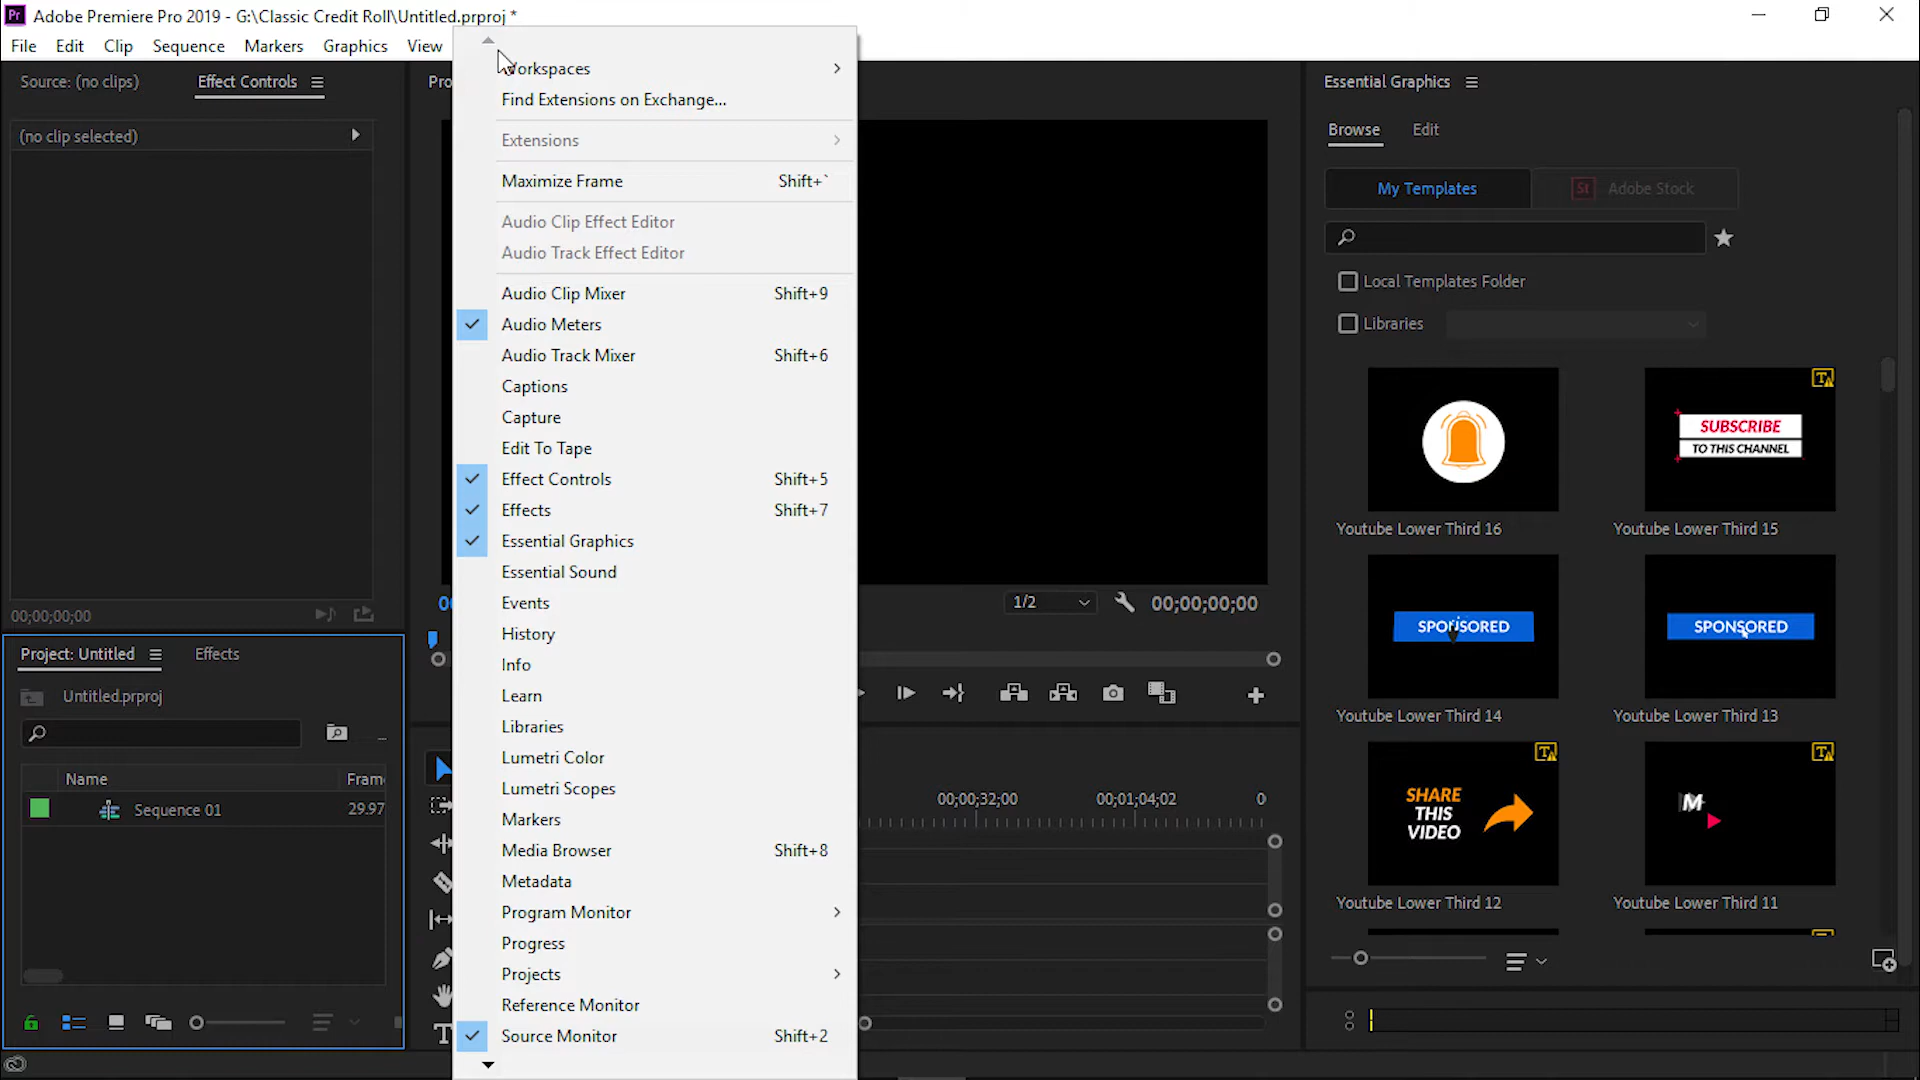 Adobe Premiere Pro 2019 - G:\Classic Credit Roll\Untitled.prproj *
File Edit Clip Sequence Markers Graphics View
Source: (no clips) Effect Controls
(no clip selected)
00;00;00;00
Project: Untitled Effects
Untitled.prproj
Name Fram
Sequence 01 29.97
Pro
Workspaces
Find Extensions on Exchange...
Extensions
Maximize Frame Shift+`
Audio Clip Effect Editor
Audio Track Effect Editor
Audio Clip Mixer Shift+9
Audio Meters
Audio Track Mixer Shift+6
Captions
Capture
Edit To Tape
Effect Controls Shift+5
Effects Shift+7
Essential Graphics
Essential Sound
Events
History
Info
Learn
Libraries
Lumetri Color
Lumetri Scopes
Markers
Media Browser Shift+8
Metadata
Program Monitor
Progress
Projects
Reference Monitor
Source Monitor Shift+2
1/2 00;00;00;00
00;00;32;00 00;01;04;02 0
Essential Graphics
Browse Edit
My Templates St Adobe Stock
Local Templates Folder
Libraries
SUBSCRIBE
TO THIS CHANNEL
Youtube Lower Third 16 Youtube Lower Third 15
SPONSORED SPONSORED
Youtube Lower Third 14 Youtube Lower Third 13
SHARE
THIS
VIDEO
M
Youtube Lower Third 12 Youtube Lower Third 11